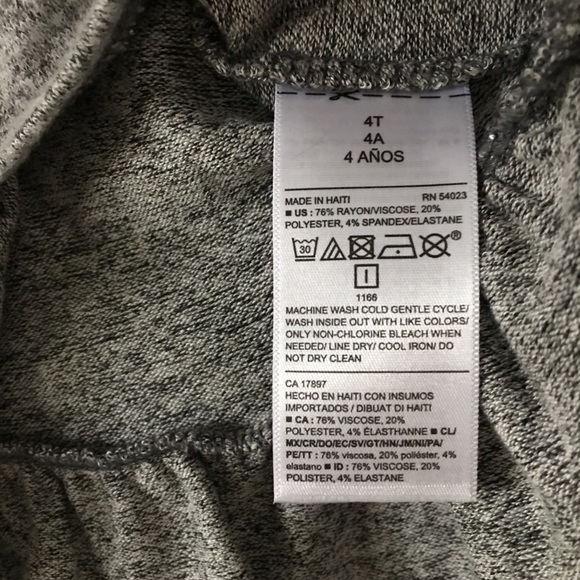 4T
4A
4 AÑOS
MADE IN HAITI RN 54023
■ US : 76% RAYON/VISCOSE, 20%
POLYESTER, 4% SPANDEX/ELASTANE
30 ®
I
1166
MACHINE WASH COLD GENTLE CYCLE/
WASH INSIDE OUT WITH LIKE COLORS/
ONLY NON-CHLORINE BLEACH WHEN
NEEDED/ LINE DRY/ COOL IRON/ DO
NOT DRY CLEAN
CA 17897
HECHO EN HAITI CON INSUMOS
IMPORTADOS / DIBUAT DI HAITI
■ CA : 76% VISCOSE, 20%
POLYESTER, 4% ÉLASTHANNE ■ CL/
MX/CR/DO/EC/SV/GT/HN/JM/NI/PA/
PE/TT : 76% viscosa, 20% poliéster, 4%
elastano ■ ID : 76% VISCOSE, 20%
POLISTER, 4% ELASTANE